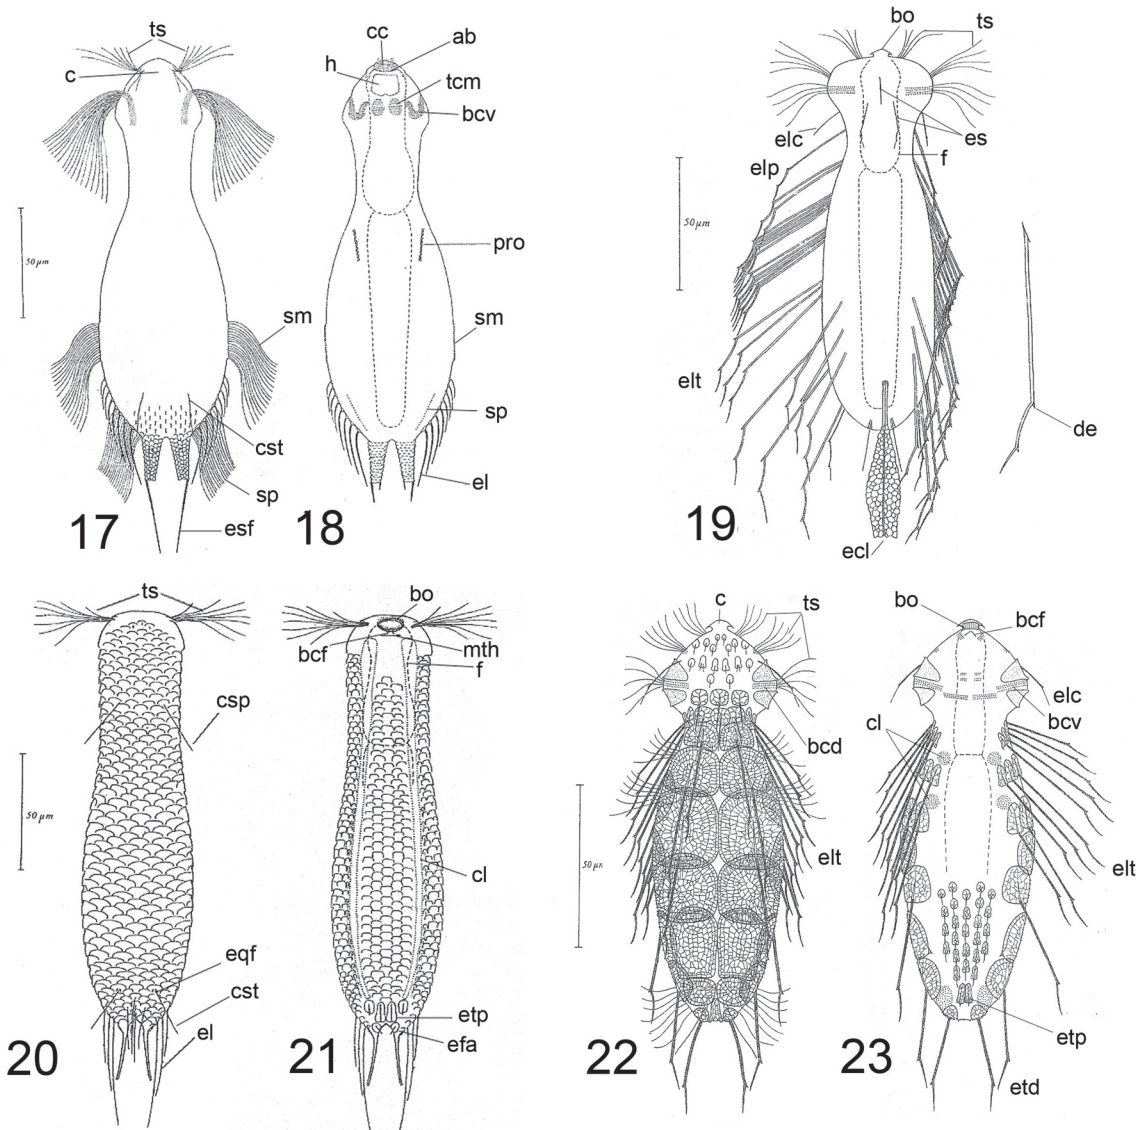 ts
c
50 µm
sm
cst
sp
esf
17
cc
ab
h
tcm
bcv
pro
sm
sp
el
18
bo
ts
elc
es
elp
f
50 µm
elt
de
ecl
19
ts
csp
50 µm
eqf
cst
el
20
bo
bcf
mth
f
cl
etp
efa
21
c
ts
bcd
elt
50 µm
22
bo
bcf
elc
bcv
cl
elt
etp
etd
23